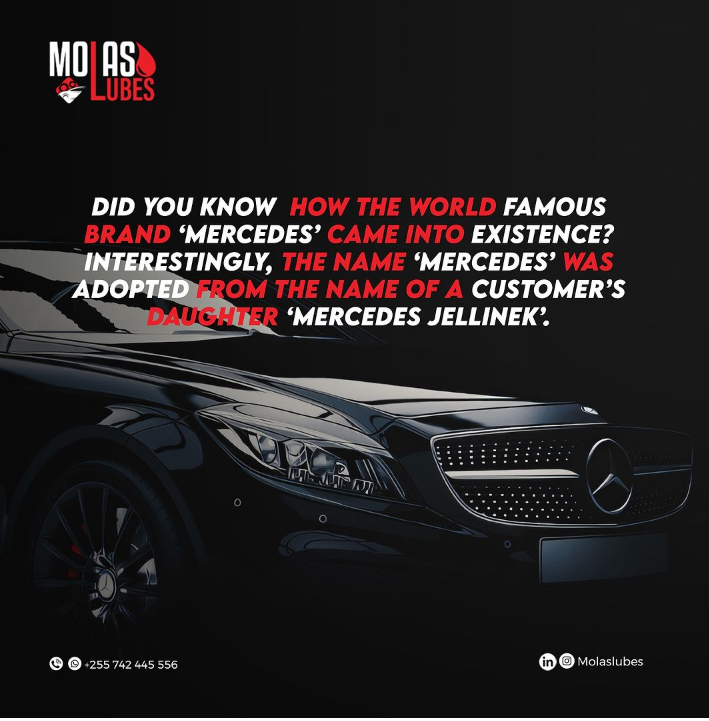 MOLAS
LUBES
DID YOU KNOW HOW THE WORLD FAMOUS
BRAND ‘MERCEDES’ CAME INTO EXISTENCE?
INTERESTINGLY, THE NAME ‘MERCEDES’ WAS
ADOPTED FROM THE NAME OF A CUSTOMER’S
DAUGHTER ‘MERCEDES JELLINEK’.
+255 742 445 556
in Molaslubes